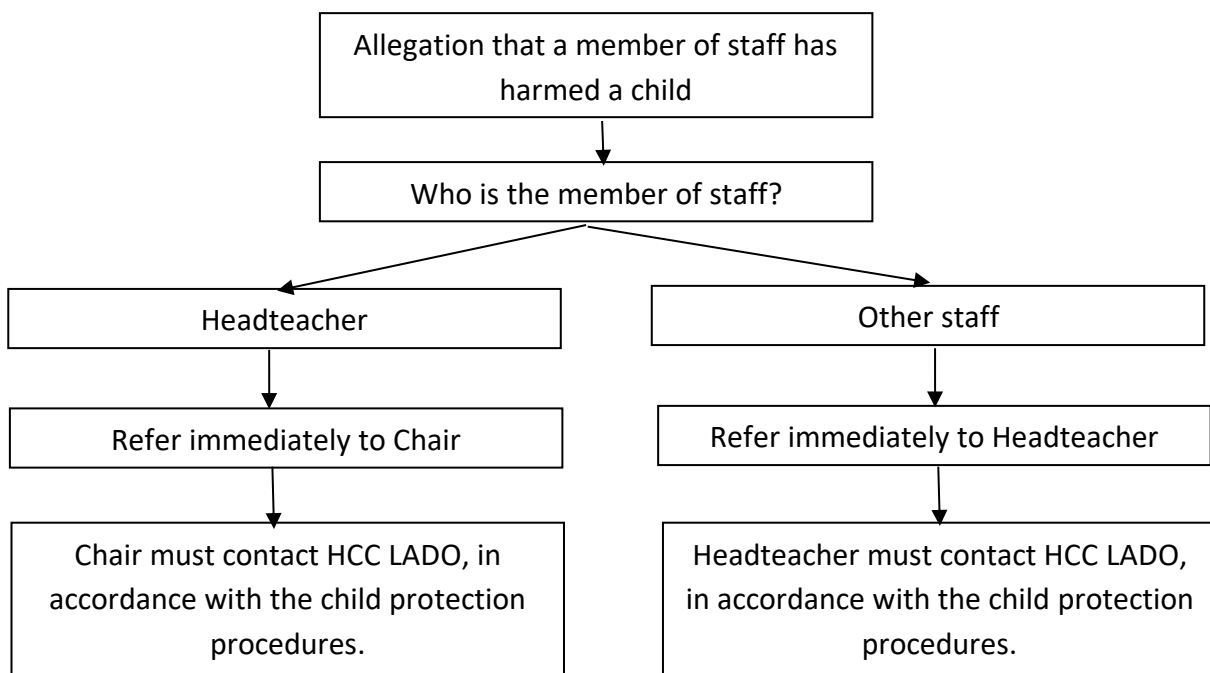 Allegation that a member of staff has
harmed a child
Who is the member of staff?
Headteacher
Other staff
Refer immediately to Chair
Refer immediately to Headteacher
Chair must contact HCC LADO, in
accordance with the child protection
procedures.
Headteacher must contact HCC LADO,
in accordance with the child protection
procedures.